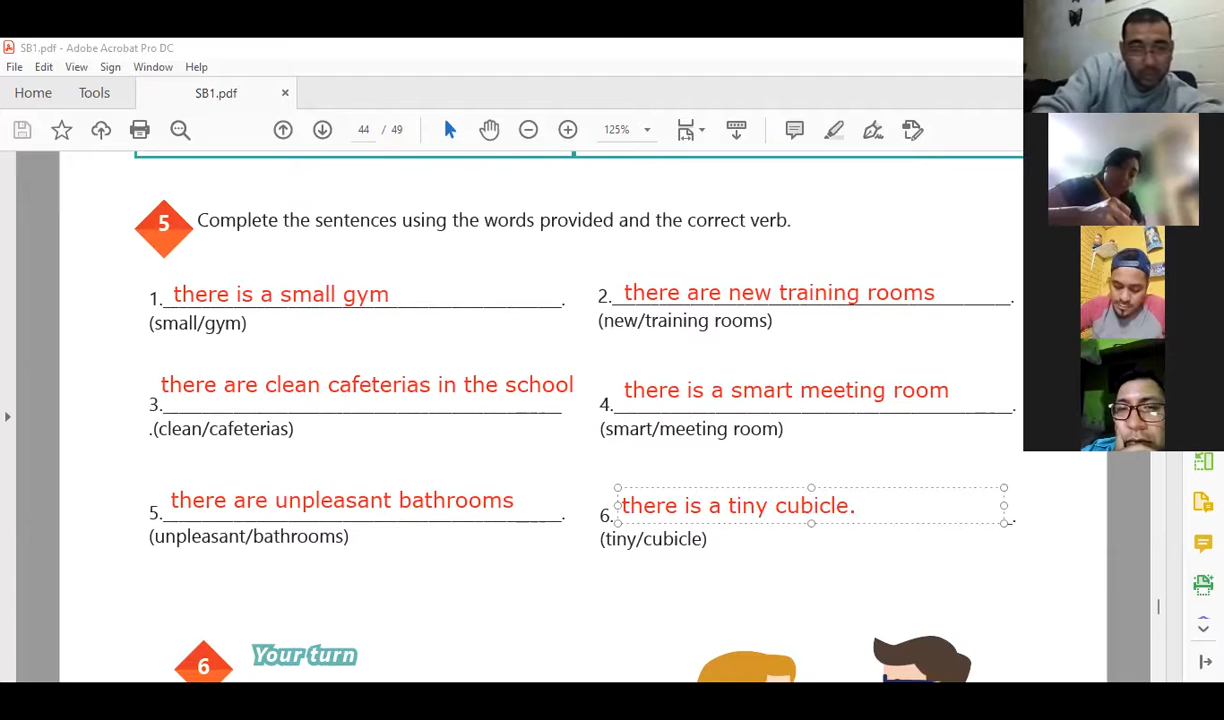 SB1.pdf - Adobe Acrobat Pro DC
File Edit View Sign Window Help
Home Tools SB1.pdf ×
44 / 49 125%
5 Complete the sentences using the words provided and the correct verb.
1. there is a small gym.
(small/gym)
2. there are new training rooms.
(new/training rooms)
there are clean cafeterias in the school
3.
.(clean/cafeterias)
there is a smart meeting room
4. .
(smart/meeting room)
5. there are unpleasant bathrooms.
(unpleasant/bathrooms)
6. there is a tiny cubicle. .
(tiny/cubicle)
6 Your turn